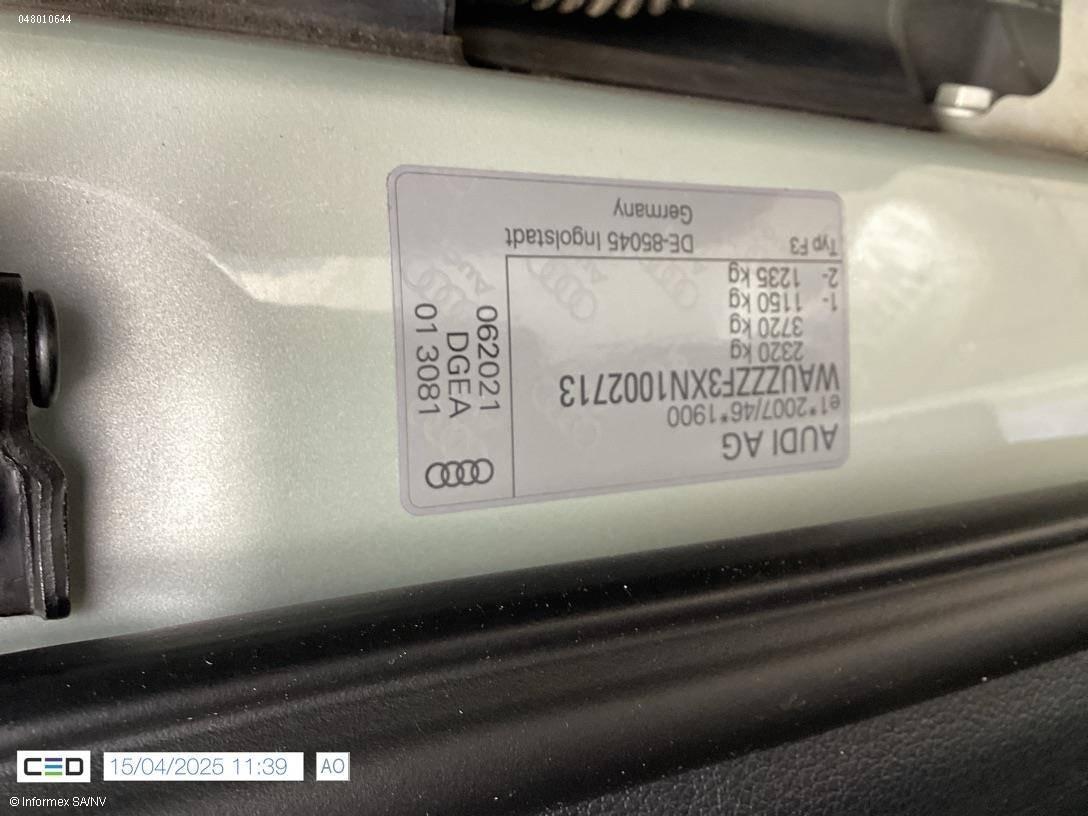 048010644
AUDI AG
e1*2007/46*1900
WAUZZZF3XN1002713
2320 kg
3720 kg
1- 1150 kg
2- 1235 kg
Typ F3 DE-85045 Ingolstadt
Germany
062021
DGEA
01 3081
CED 15/04/2025 11:39 AO
© Informex SA/NV